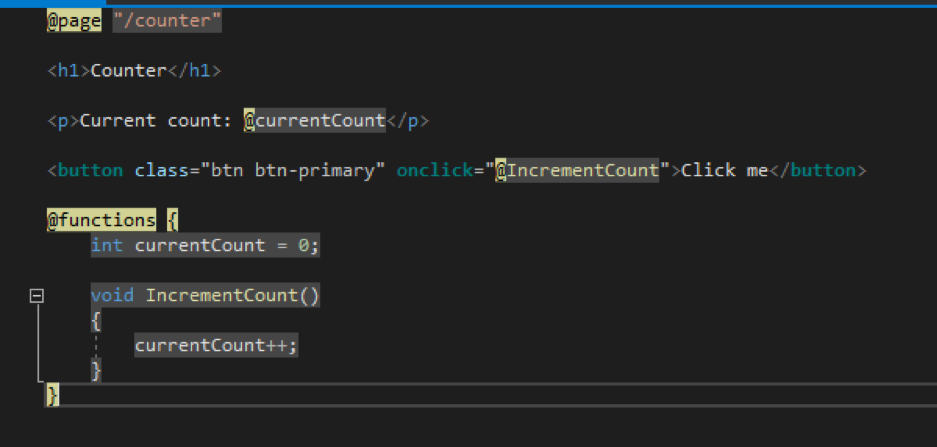 @page "/counter"
<h1>Counter</h1>
<p>Current count: @currentCount</p>
<button class="btn btn-primary" onclick="@IncrementCount">Click me</button>
@functions {
    int currentCount = 0;
    void IncrementCount()
    {
        currentCount++;
    }
}